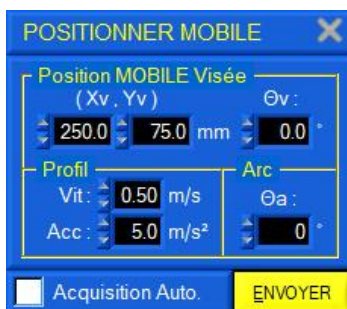 POSITIONNER MOBILE
Position MOBILE Visée
( Xv , Yv ) Θv :
250.0 75.0 mm 0.0 °
Profil Arc
Vit : 0.50 m/s Θa :
Acc : 5.0 m/s² 0 °
Acquisition Auto. ENVOYER